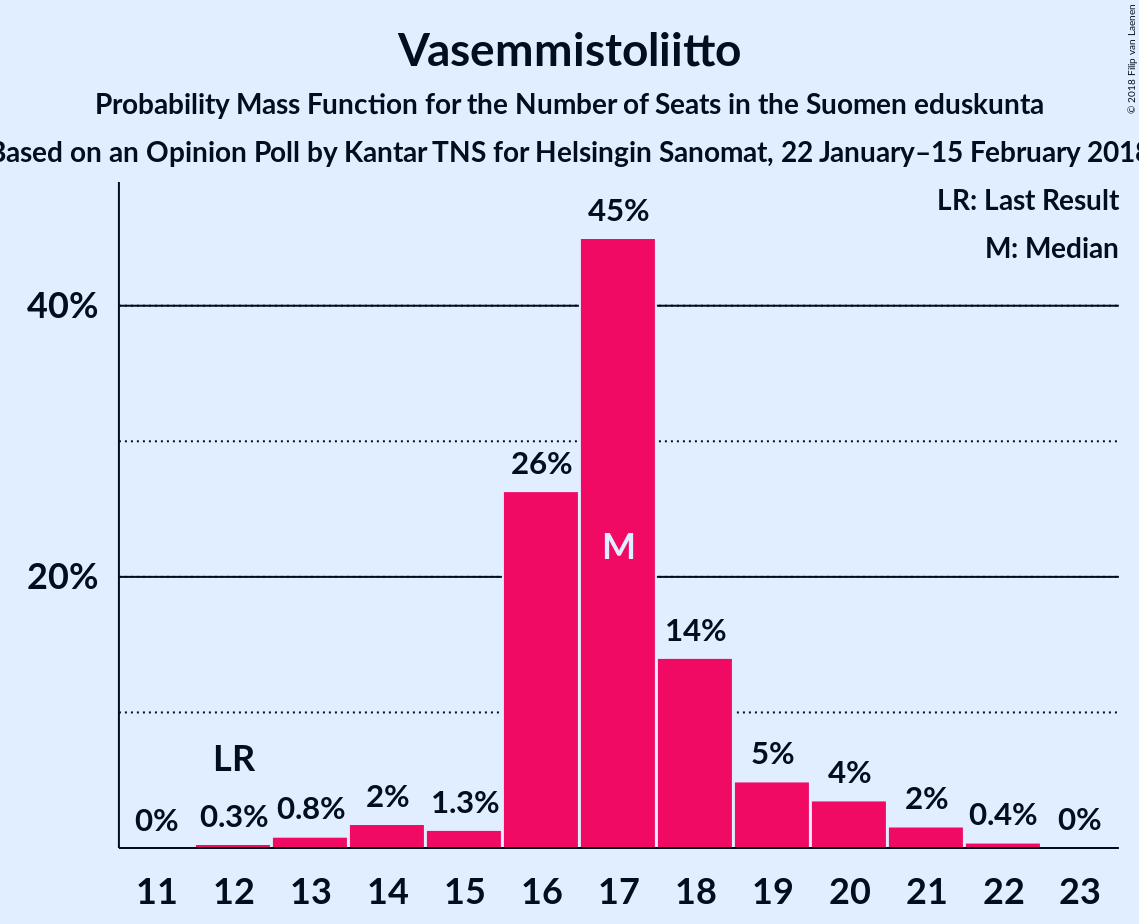 Vasemmistoliitto
Probability Mass Function for the Number of Seats in the Suomen eduskunta
Based on an Opinion Poll by Kantar TNS for Helsingin Sanomat, 22 January–15 February 2018
© 2018 Filip van Laenen
LR: Last Result
M: Median
40%
20%
0%
0.3%
0.8%
2%
1.3%
26%
45%
14%
5%
4%
2%
0.4%
0%
LR
M
11 12 13 14 15 16 17 18 19 20 21 22 23